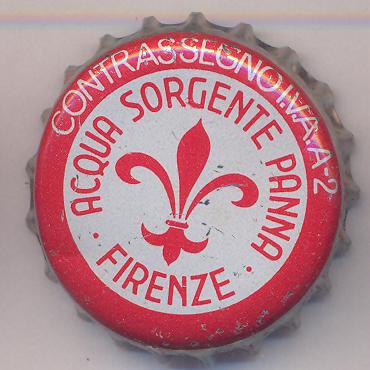 CONTRASSEGNO I.V.A. A-2
· ACQUA SORGENTE PANNA ·
FIRENZE